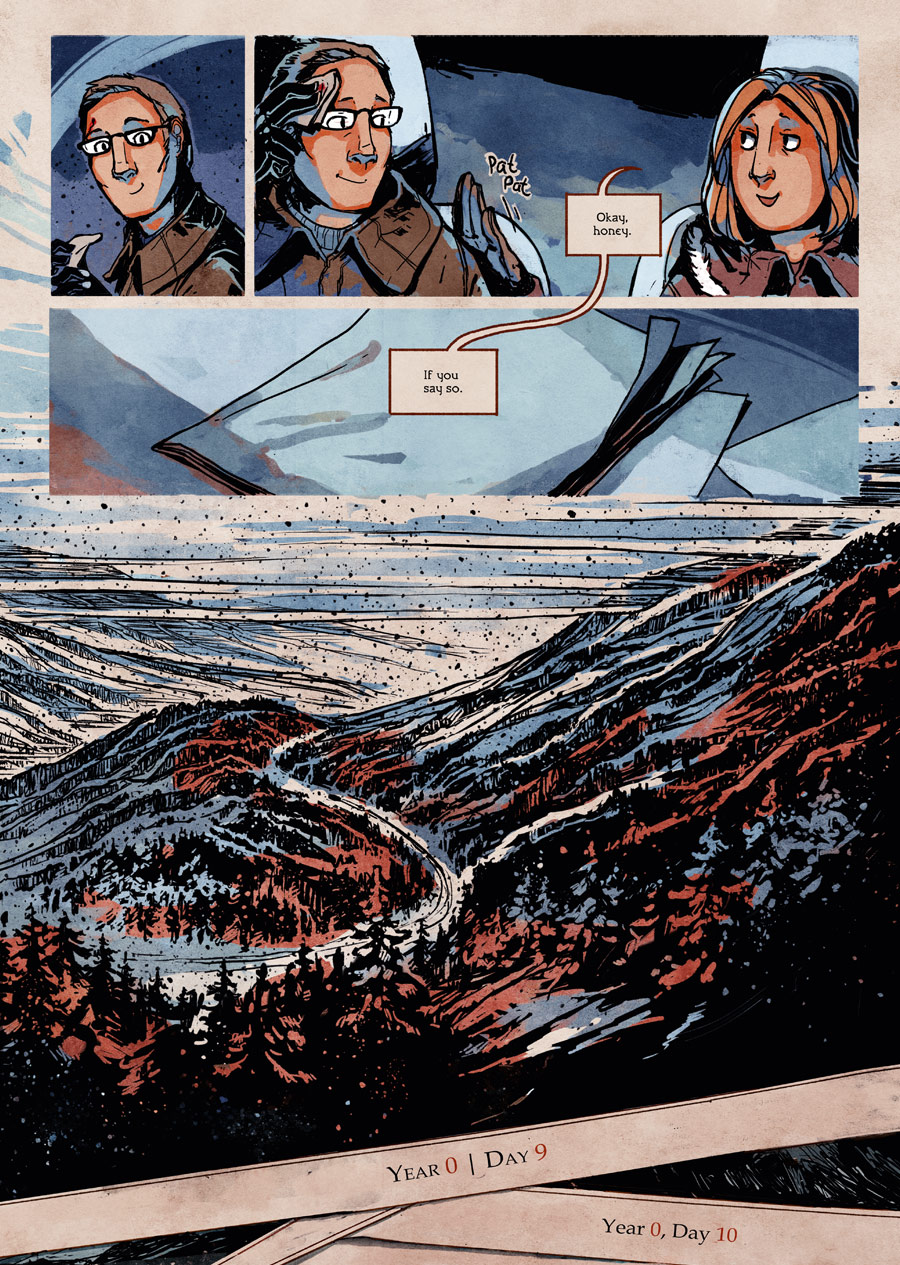 Pat
Pat
Okay,
honey.
If you
say so.
Year 0 | Day 9
Year 0, Day 10